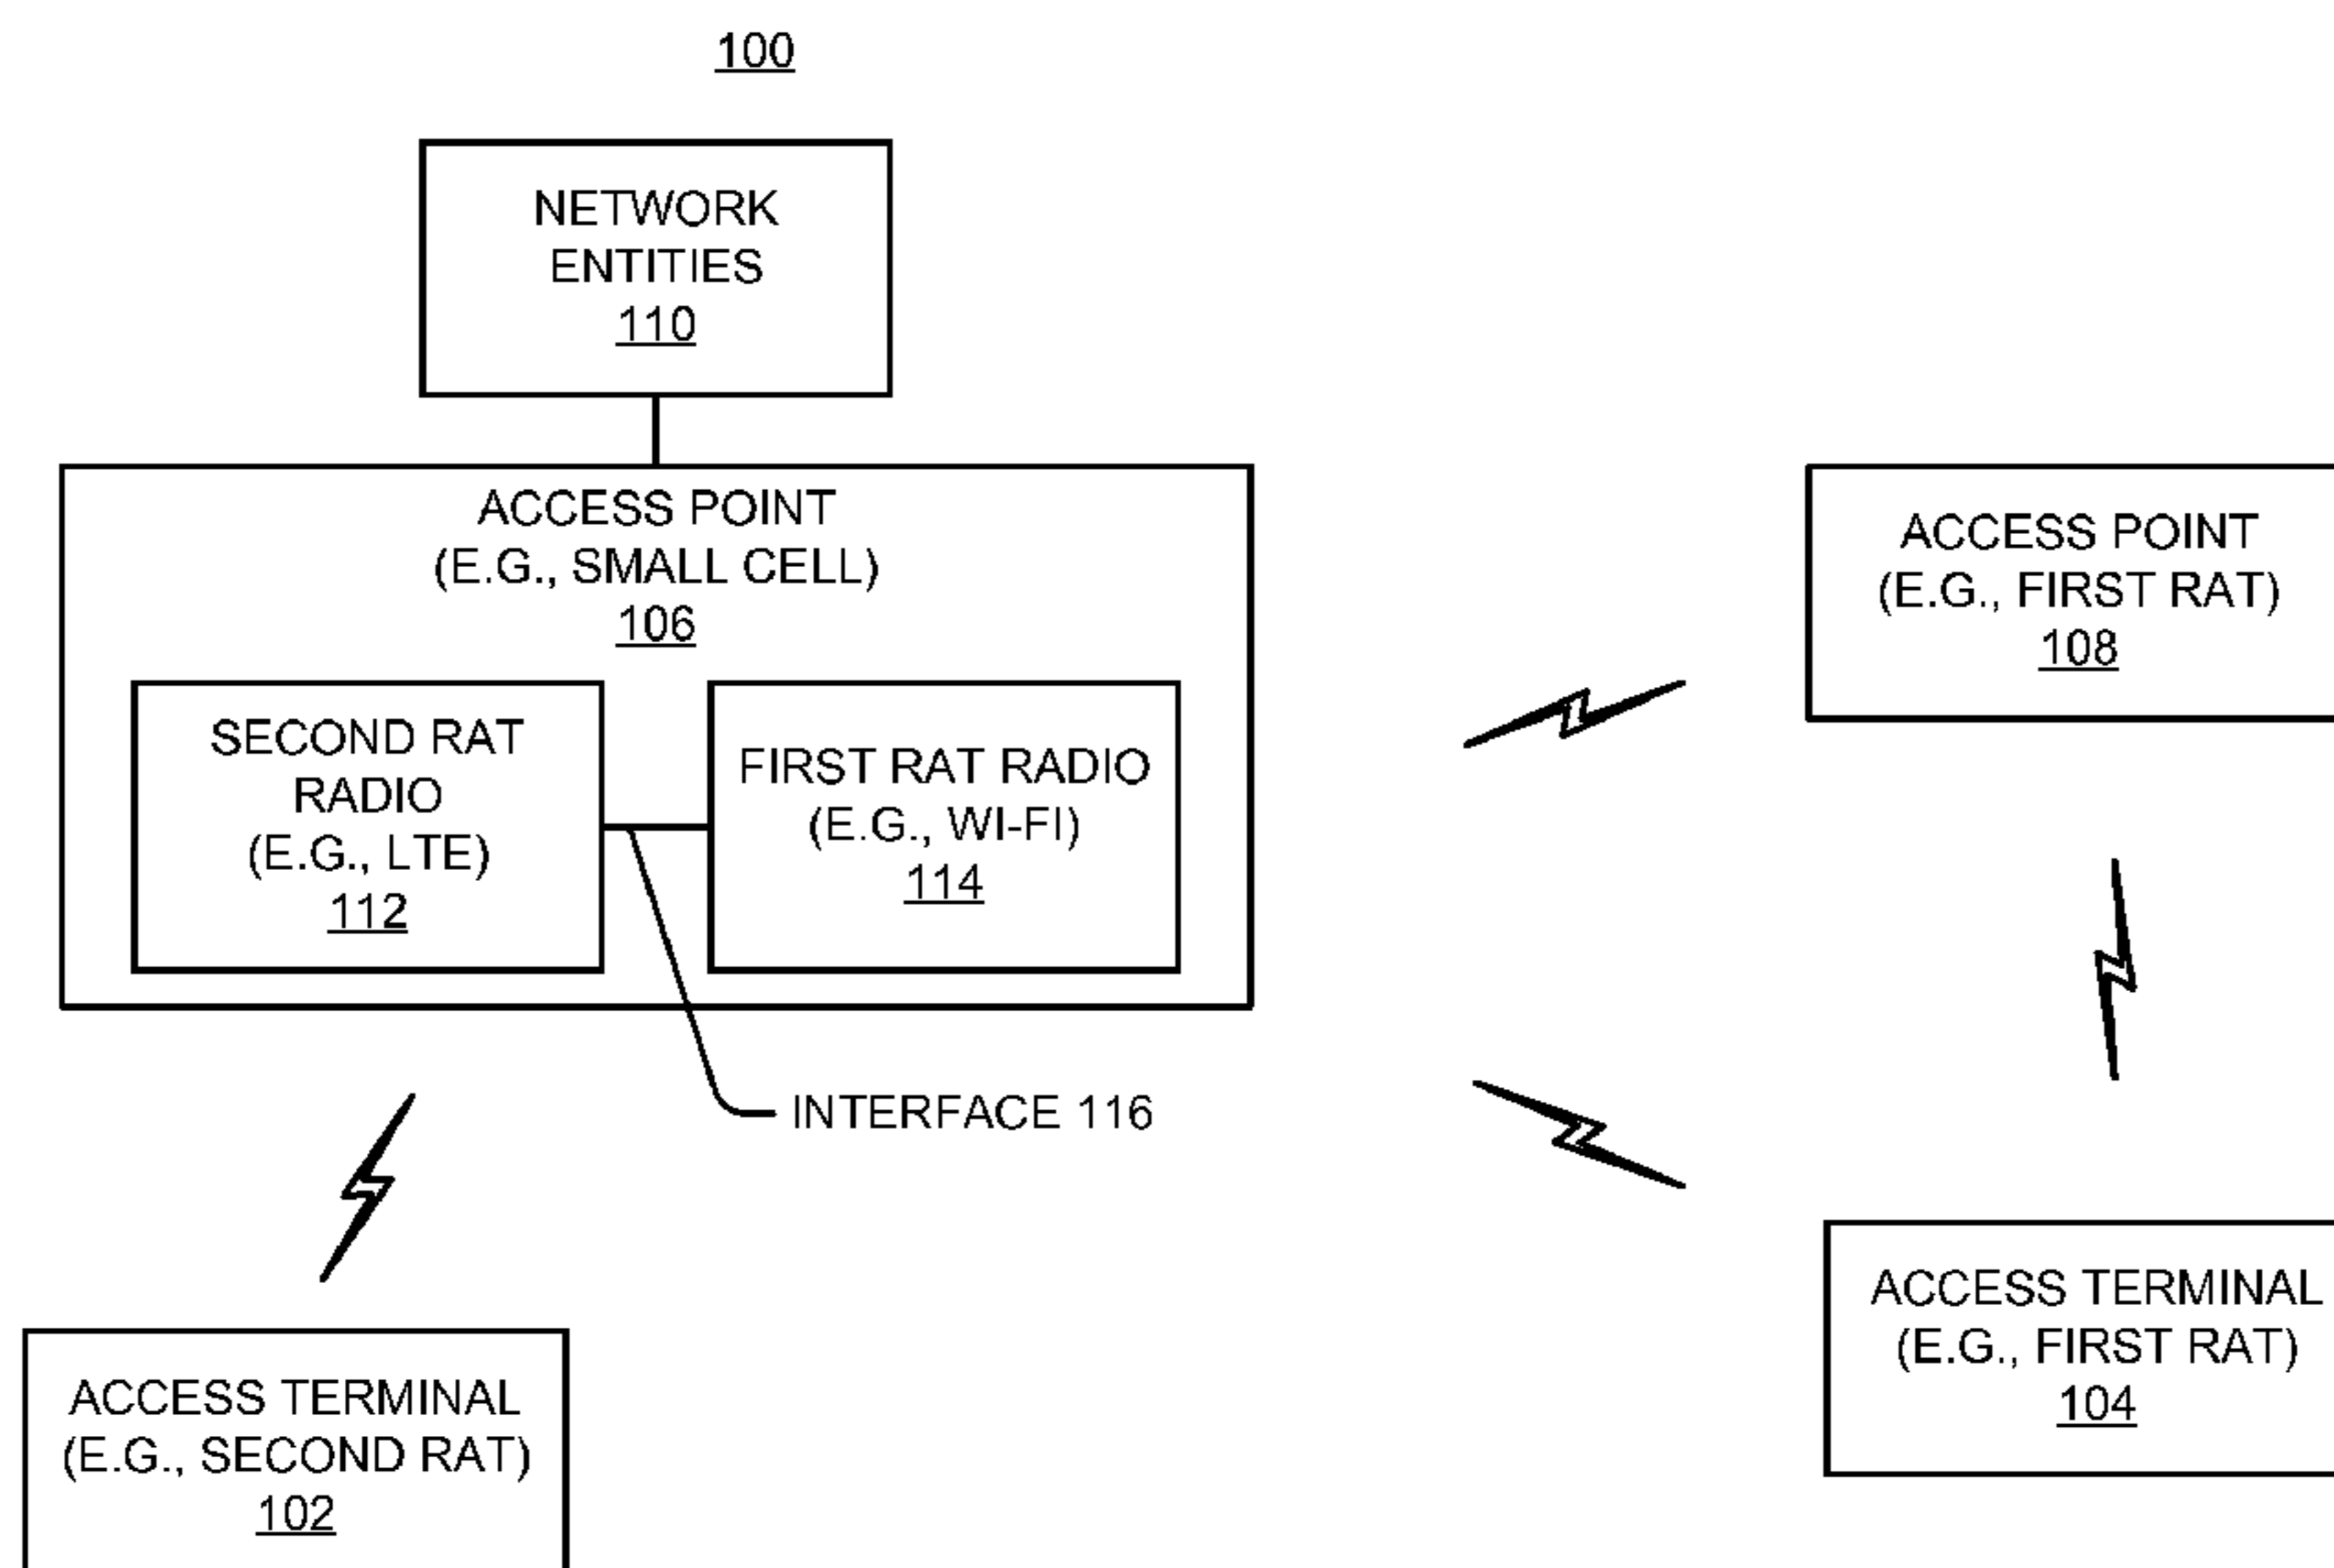 100
NETWORK
ENTITIES
110
ACCESS POINT
(E.G., SMALL CELL)
106
SECOND RAT
RADIO
(E.G., LTE)
112
FIRST RAT RADIO
(E.G., WI-FI)
114
INTERFACE 116
ACCESS POINT
(E.G., FIRST RAT)
108
ACCESS TERMINAL
(E.G., FIRST RAT)
104
ACCESS TERMINAL
(E.G., SECOND RAT)
102